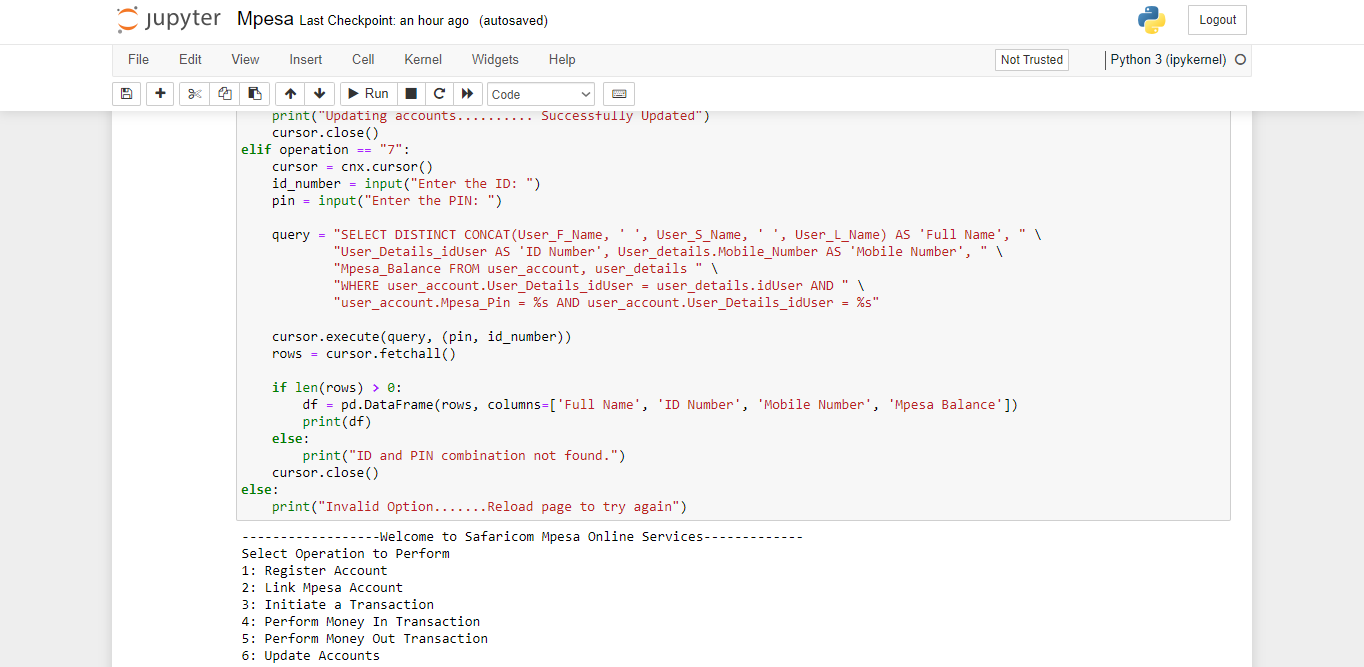 jupyter Mpesa Last Checkpoint: an hour ago (autosaved)
Logout
File Edit View Insert Cell Kernel Widgets Help
Not Trusted
Python 3 (ipykernel)
Run
Code
print("Updating accounts.......... Successfully Updated")
cursor.close()
elif operation == "7":
cursor = cnx.cursor()
id_number = input("Enter the ID: ")
pin = input("Enter the PIN: ")
query = "SELECT DISTINCT CONCAT(User_F_Name, ' ', User_S_Name, ' ', User_L_Name) AS 'Full Name', " \
"User_Details_idUser AS 'ID Number', User_details.Mobile_Number AS 'Mobile Number', " \
"Mpesa_Balance FROM user_account, user_details " \
"WHERE user_account.User_Details_idUser = user_details.idUser AND " \
"user_account.Mpesa_Pin = %s AND user_account.User_Details_idUser = %s"
cursor.execute(query, (pin, id_number))
rows = cursor.fetchall()
if len(rows) > 0:
df = pd.DataFrame(rows, columns=['Full Name', 'ID Number', 'Mobile Number', 'Mpesa Balance'])
print(df)
else:
print("ID and PIN combination not found.")
cursor.close()
else:
print("Invalid Option.......Reload page to try again")
------------------Welcome to Safaricom Mpesa Online Services-------------
Select Operation to Perform
1: Register Account
2: Link Mpesa Account
3: Initiate a Transaction
4: Perform Money In Transaction
5: Perform Money Out Transaction
6: Update Accounts